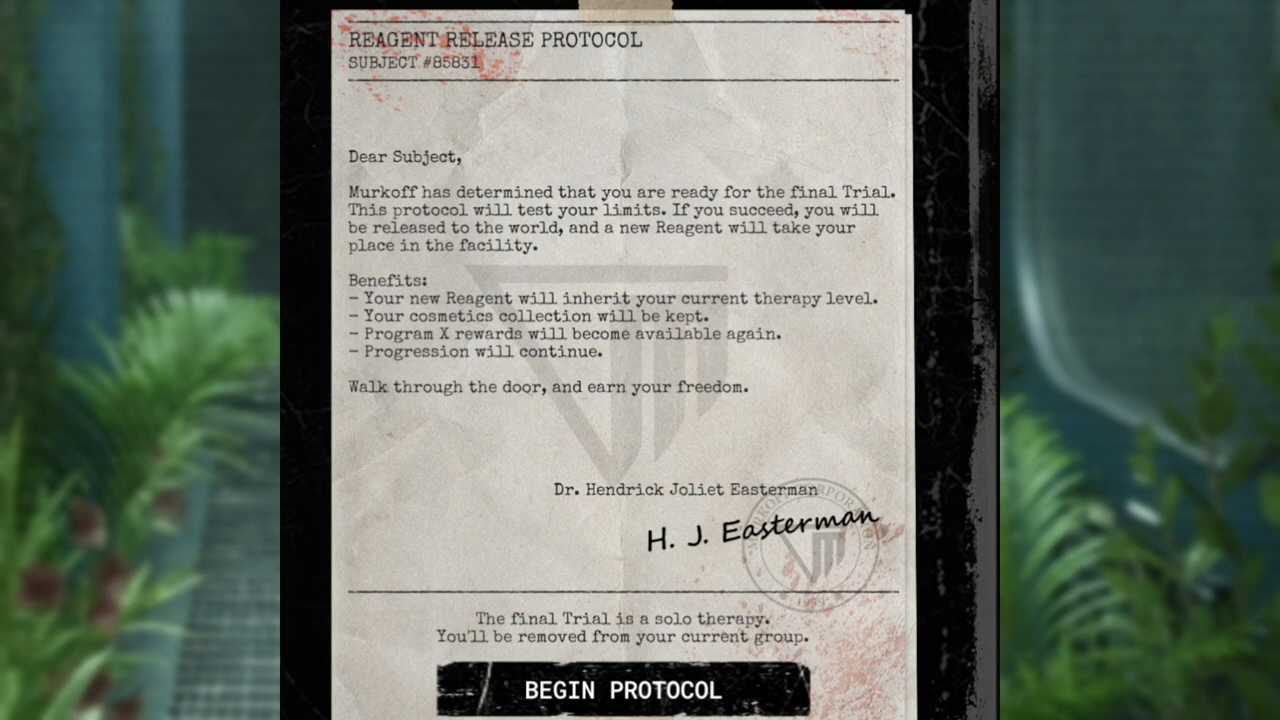 REAGENT RELEASE PROTOCOL
SUBJECT #85831
Dear Subject,
Murkoff has determined that you are ready for the final Trial.
This protocol will test your limits. If you succeed, you will
be released to the world, and a new Reagent will take your
place in the facility.
Benefits:
- Your new Reagent will inherit your current therapy level.
- Your cosmetics collection will be kept.
- Program X rewards will become available again.
- Progression will continue.
Walk through the door, and earn your freedom.
Dr. Hendrick Joliet Easterman
H. J. Easterman
The final Trial is a solo therapy.
You'll be removed from your current group.
BEGIN PROTOCOL